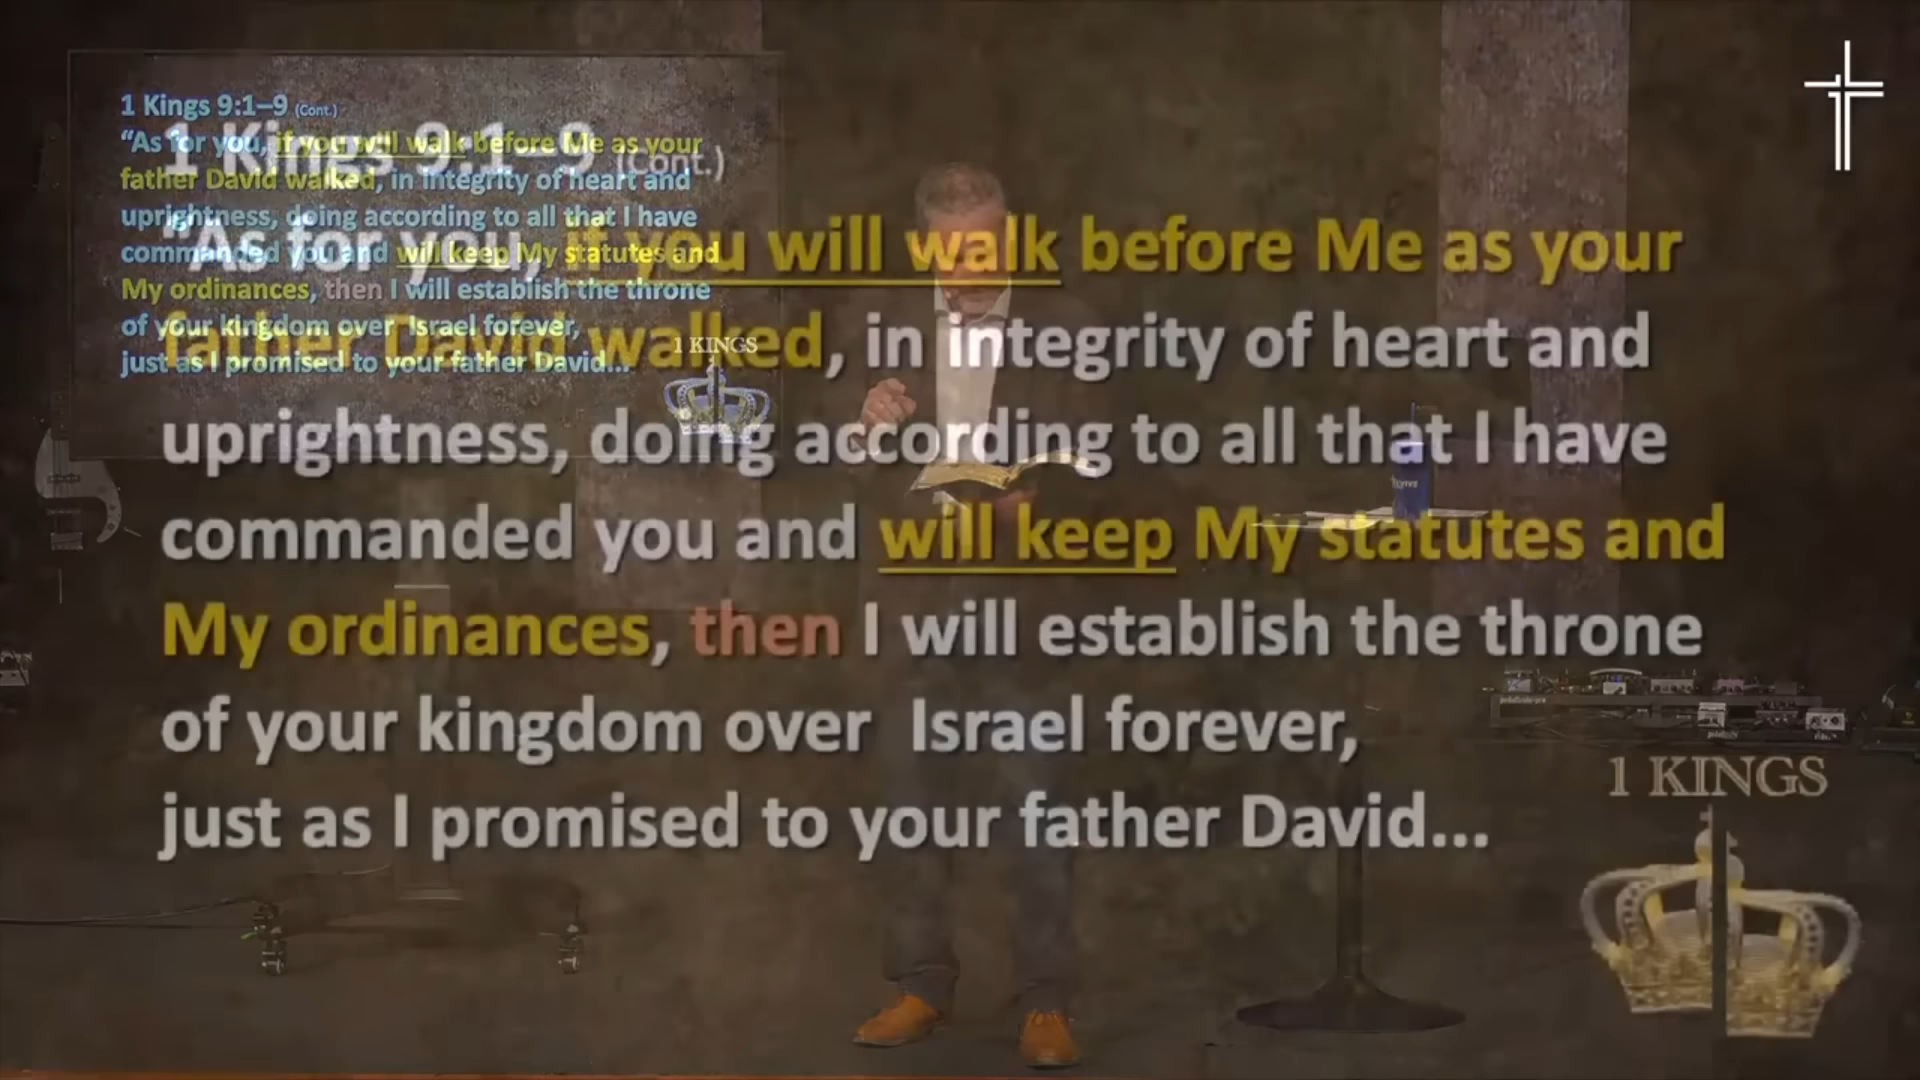 1 Kings 9:1–9 (Cont.)
“As for you, if you will walk before Me as your
father David walked, in integrity of heart and
uprightness, doing according to all that I have
commanded you and will keep My statutes and
My ordinances, then I will establish the throne
of your kingdom over Israel forever,
just as I promised to your father David...
1 KINGS
1 Kings 9:1–9 (Cont.)
“As for you, if you will walk before Me as your
father David walked, in integrity of heart and
uprightness, doing according to all that I have
commanded you and will keep My statutes and
My ordinances, then I will establish the throne
of your kingdom over Israel forever,
just as I promised to your father David...
1 KINGS